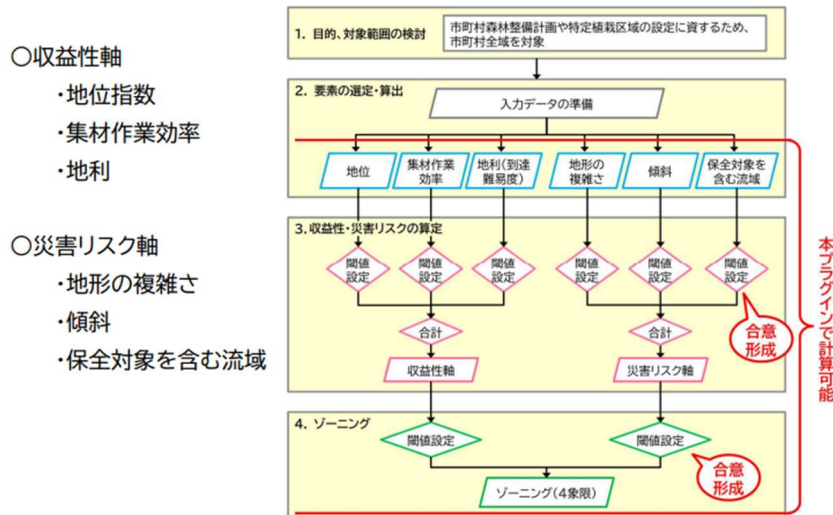 〇収益性軸
・地位指数
・集材作業効率
・地利
〇災害リスク軸
・地形の複雑さ
・傾斜
・保全対象を含む流域
1. 目的、対象範囲の検討
市町村森林整備計画や特定植栽区域の設定に資するため、
市町村全域を対象
2. 要素の選定・算出
入力データの準備
地位
集材作業
効率
地利(到達
難易度)
地形の
複雑さ
傾斜
保全対象を
含む流域
3.収益性・災害リスクの算定
閾値
設定
閾値
設定
閾値
設定
閾値
設定
閾値
設定
閾値
設定
合計
合計
合意
形成
収益性軸
災害リスク軸
4. ゾーニング
閾値設定
閾値設定
合意
形成
ゾーニング(4象限)
本プラグインで計算可能